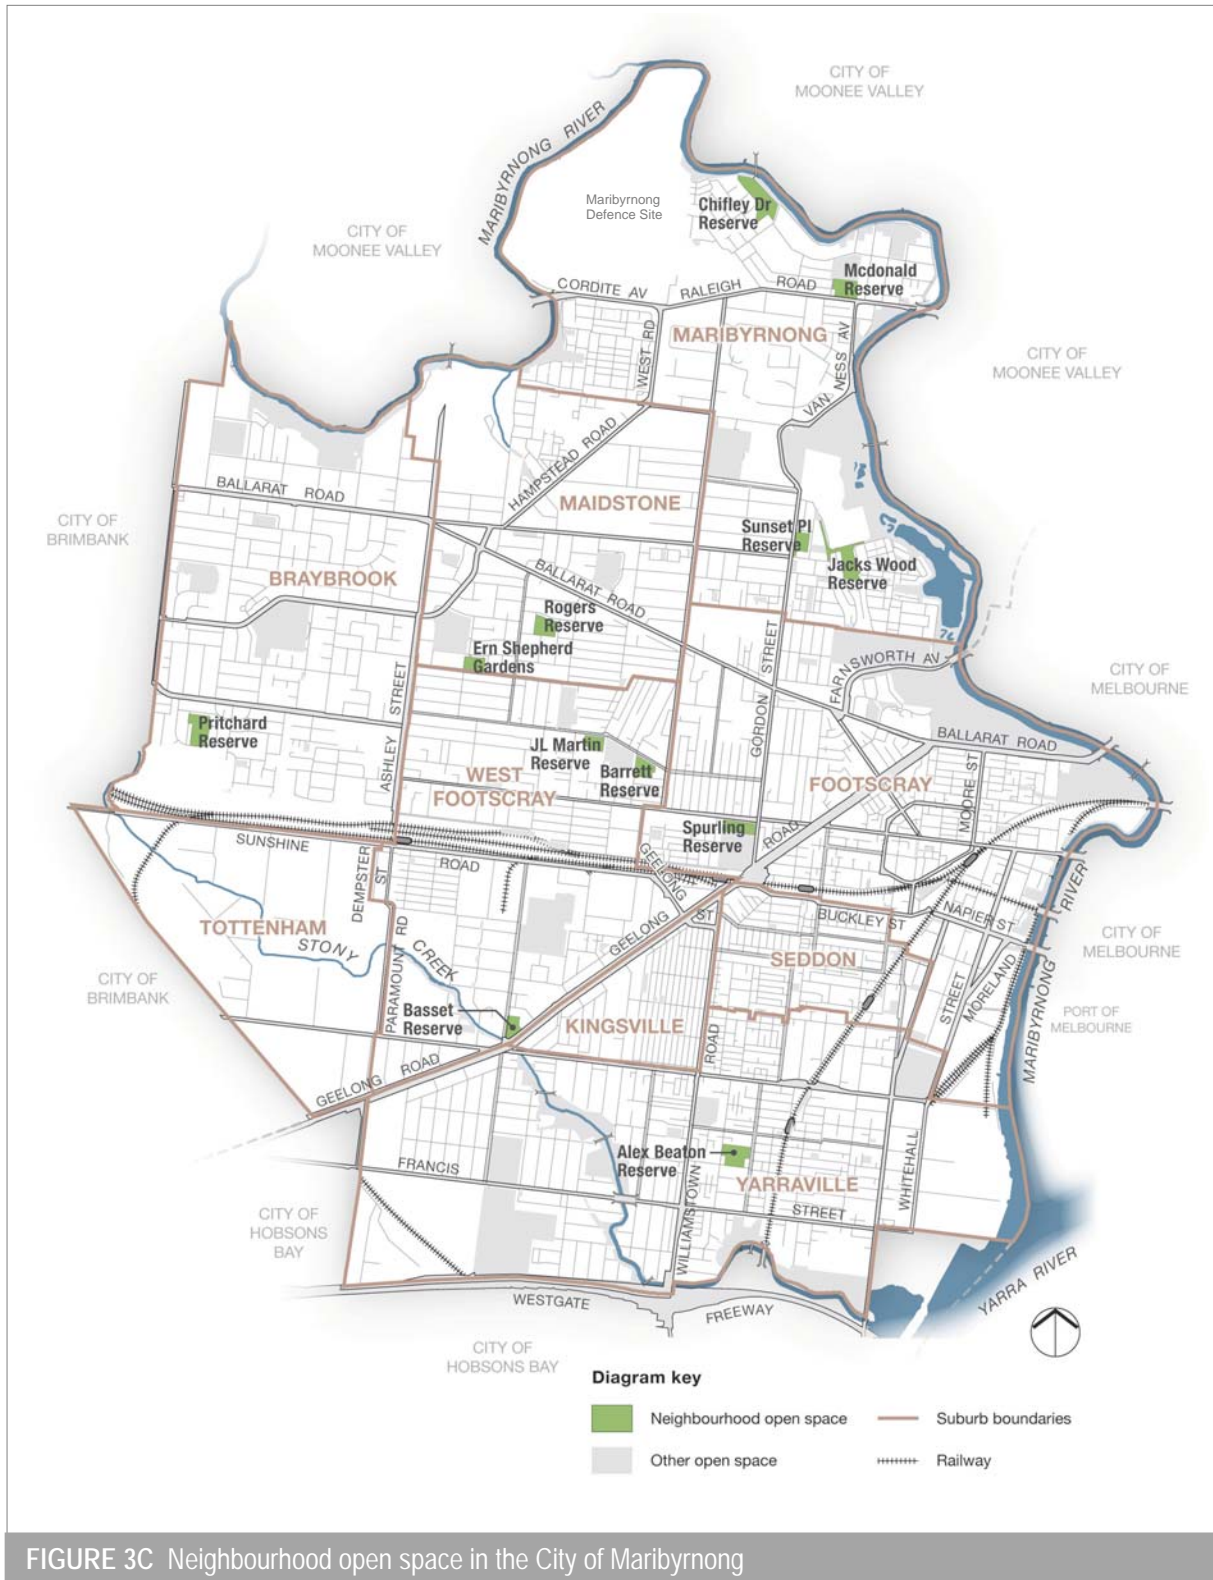 CITY OF
MOONEE VALLEY
MARIBYRNONG RIVER
Maribyrnong
Defence Site
Chifley Dr
Reserve
CITY OF
MOONEE VALLEY
Mcdonald
Reserve
CORDITE AV
RALEIGH
ROAD
MARIBYRNONG
WEST RD
VAN NESS AV
CITY OF
MOONEE VALLEY
HAMPSTEAD ROAD
BALLARAT ROAD
MAIDSTONE
CITY OF
BRIMBANK
Sunset Pl
Reserve
Jacks Wood
Reserve
BRAYBROOK
BALLARAT ROAD
Rogers
Reserve
Ern Shepherd
Gardens
STREET
FARNSWORTH AV
CITY OF
MELBOURNE
ASHLEY STREET
GORDON
Pritchard
Reserve
JL Martin
Reserve
Barrett
Reserve
BALLARAT ROAD
WEST
FOOTSCRAY
FOOTSCRAY
MOORE ST
Spurling
Reserve
ROAD
SUNSHINE
ROAD
GEELONG
ST
DEMPSTER
ST
RIVER
BUCKLEY ST
NAPIER ST
TOTTENHAM
STONY
CREEK
PARAMOUNT RD
GEELONG
SEDDON
CITY OF
MELBOURNE
CITY OF
BRIMBANK
STREET
MORELAND
MARIBYRNONG
PORT OF
MELBOURNE
Basset
Reserve
KINGSVILLE
ROAD
GEELONG ROAD
Alex Beaton
Reserve
FRANCIS
YARRAVILLE
WHITEHALL
STREET
CITY OF
HOBSONS
BAY
WILLIAMSTOWN
YARRA RIVER
WESTGATE
FREEWAY
CITY OF
HOBSONS BAY
Diagram key
Neighbourhood open space
Suburb boundaries
Other open space
Railway
FIGURE 3C Neighbourhood open space in the City of Maribyrnong